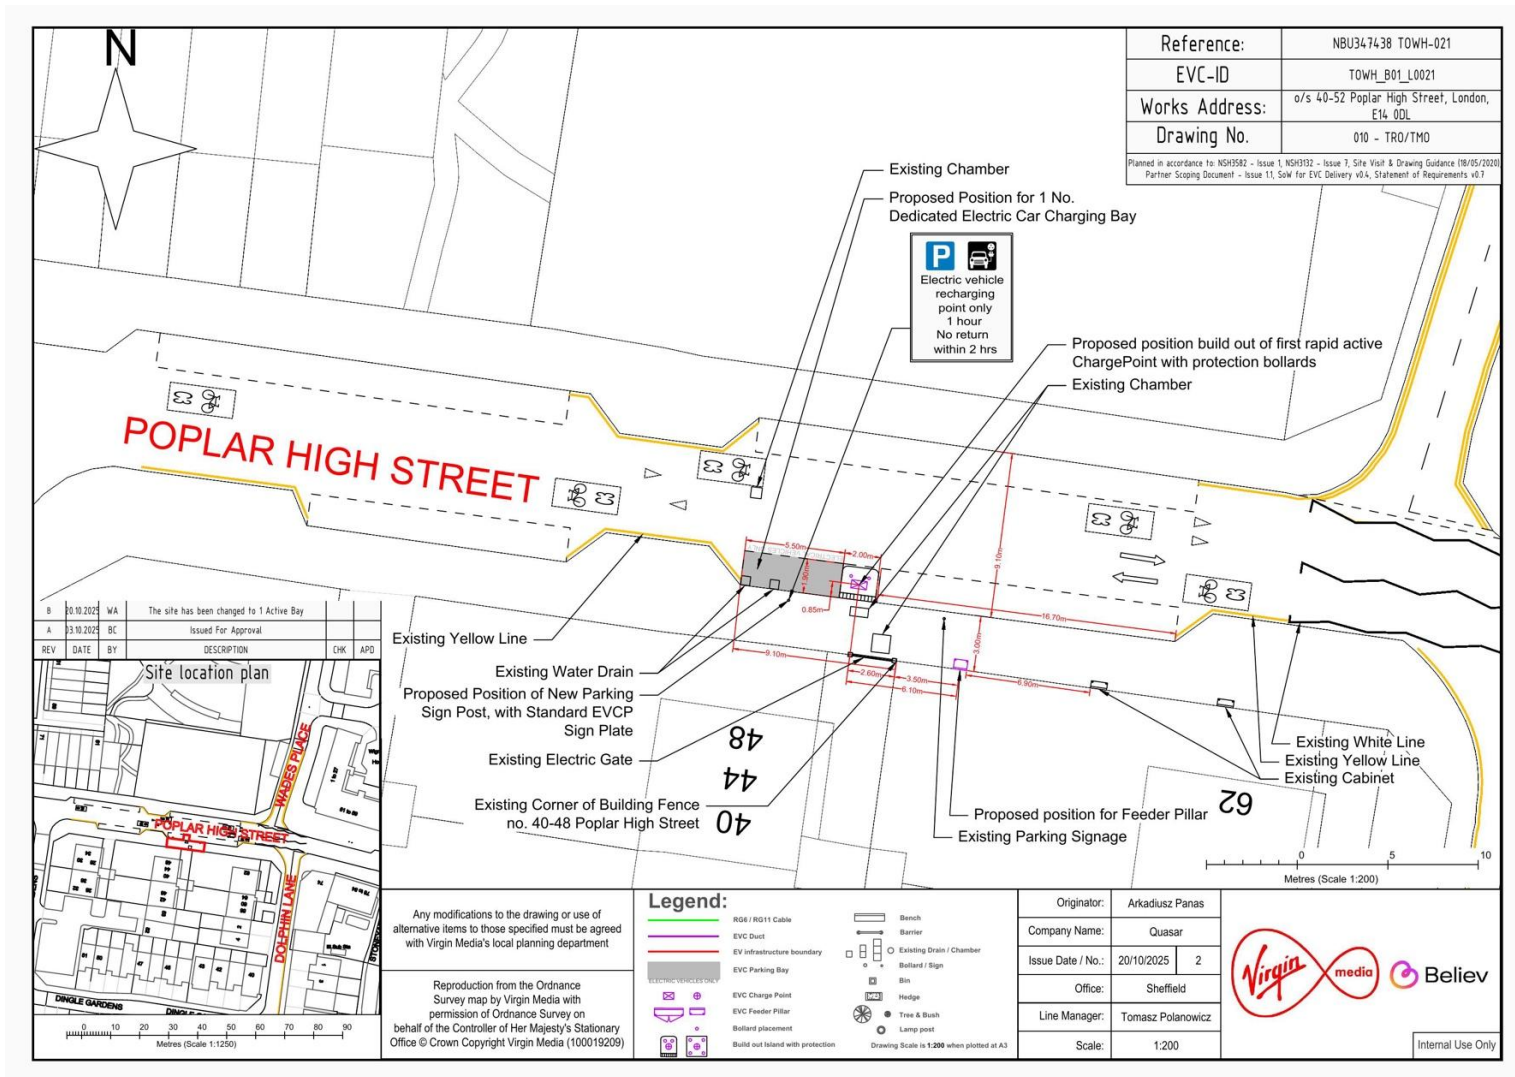 N
Reference:
NBU347438 TOWH-021
EVC-ID
TOWH_B01_L0021
Works Address:
o/s 40-52 Poplar High Street, London,
E14 0DL
Drawing No.
010 - TRO/TMO
Planned in accordance to: NSH3582 - Issue 1, NSH3132 - Issue 7, Site Visit & Drawing Guidance (18/05/2020)
Partner Scoping Document - Issue 1.1, SoW for EVC Delivery v0.4, Statement of Requirements v0.7
Existing Chamber
Proposed Position for 1 No.
Dedicated Electric Car Charging Bay
P
Electric vehicle
recharging
point only
1 hour
No return
within 2 hrs
Proposed position build out of first rapid active
ChargePoint with protection bollards
Existing Chamber
POPLAR HIGH STREET
5.50m
2.00m
1.90m
0.85m
9.10m
16.70m
3.00m
9.10m
2.60m
3.50m
6.10m
6.90m
Existing Yellow Line
Existing Water Drain
Proposed Position of New Parking
Sign Post, with Standard EVCP
Sign Plate
Existing Electric Gate
Existing Corner of Building Fence
no. 40-48 Poplar High Street
48
44
40
62
Existing White Line
Existing Yellow Line
Existing Cabinet
Proposed position for Feeder Pillar
Existing Parking Signage
0 5 10
Metres (Scale 1:200)
B 20.10.2025 WA The site has been changed to 1 Active Bay
A 03.10.2025 BC Issued For Approval
REV DATE BY DESCRIPTION CHK APD
Site location plan
WADES PLACE
POPLAR HIGH STREET
DOLPHIN LANE
DINGLE GARDENS
0 10 20 30 40 50 60 70 80 90
Metres (Scale 1:1250)
Any modifications to the drawing or use of
alternative items to those specified must be agreed
with Virgin Media's local planning department
Reproduction from the Ordnance
Survey map by Virgin Media with
permission of Ordnance Survey on
behalf of the Controller of Her Majesty's Stationary
Office © Crown Copyright Virgin Media (100019209)
Legend:
RG6 / RG11 Cable
EVC Duct
EV infrastructure boundary
EVC Parking Bay
ELECTRIC VEHICLES ONLY
EVC Charge Point
EVC Feeder Pillar
Bollard placement
Build out Island with protection
Bench
Barrier
Existing Drain / Chamber
Bollard / Sign
Bin
Hedge
Tree & Bush
Lamp post
Drawing Scale is 1:200 when plotted at A3
Originator: Arkadiusz Panas
Company Name: Quasar
Issue Date / No.: 20/10/2025 2
Office: Sheffield
Line Manager: Tomasz Polanowicz
Scale: 1:200
Virgin media
Believ
Internal Use Only